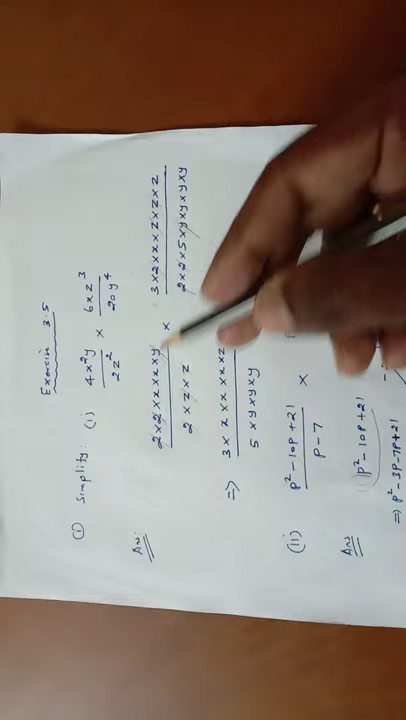 Exercise 3.5
① Simplify: (i) 4x²y / 2z² × 6xz³ / 20y⁴
Ans: 2×2×x×x×y / 2×z×z × 3×2×x×z×z×z / 2×2×5×y×y×y×y
=> 3×x×x×x×z / 5×y×y×y
(ii) p²-10p+21 / p-7 ×
Ans p²-10p+21
=> p²-3p-7p+21